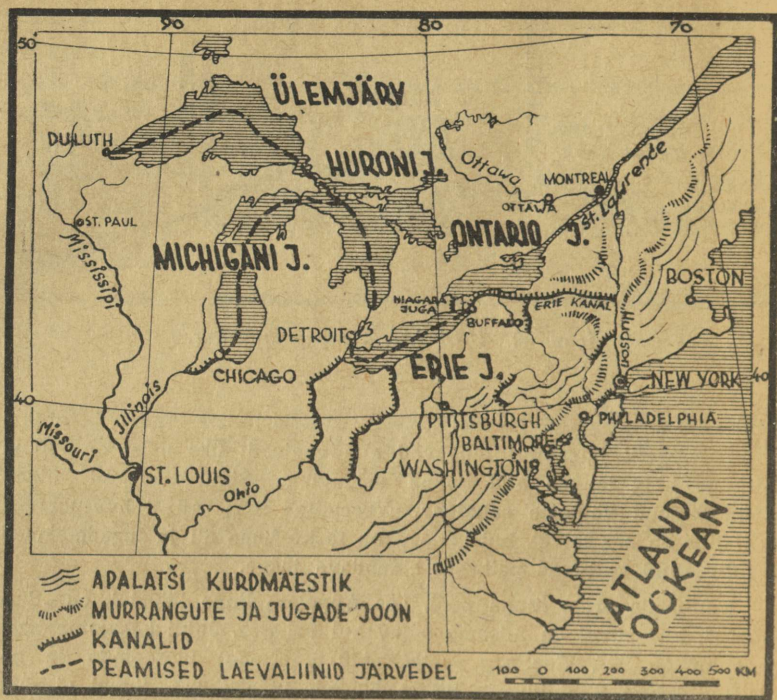 90
80
70
50
ÜLEMJÄRV
DULUTH
HURONI J.
Ottawa
MONTREAL
OTTAWA
St. Lawrence
ST. PAUL
Mississipi
MICHIGANI J.
ONTARIO J.
BOSTON
NIAGARA
JUGA
ERIE KANAL
BUFFALO
Hudson
DETROIT
ERIE J.
CHICAGO
NEW YORK
40
40
Illinois
PITTSBURGH
PHILADELPHIA
Missouri
BALTIMORE
WASHINGTON
ST. LOUIS
Ohio
ATLANDI
OCKEAN
APALATŠI KURDMÄESTIK
MURRANGUTE JA JUGADE JOON
KANALID
PEAMISED LAEVALIINID JÄRVEDEL
80
100 0 100 200 300 400 500 KM